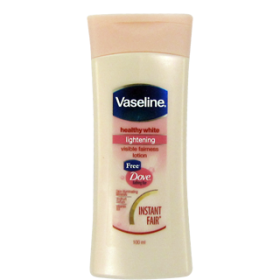 Vaseline.
healthy white
lightening
visible fairness
lotion
Free
Dove
INSTANT
FAIR*
100 ml